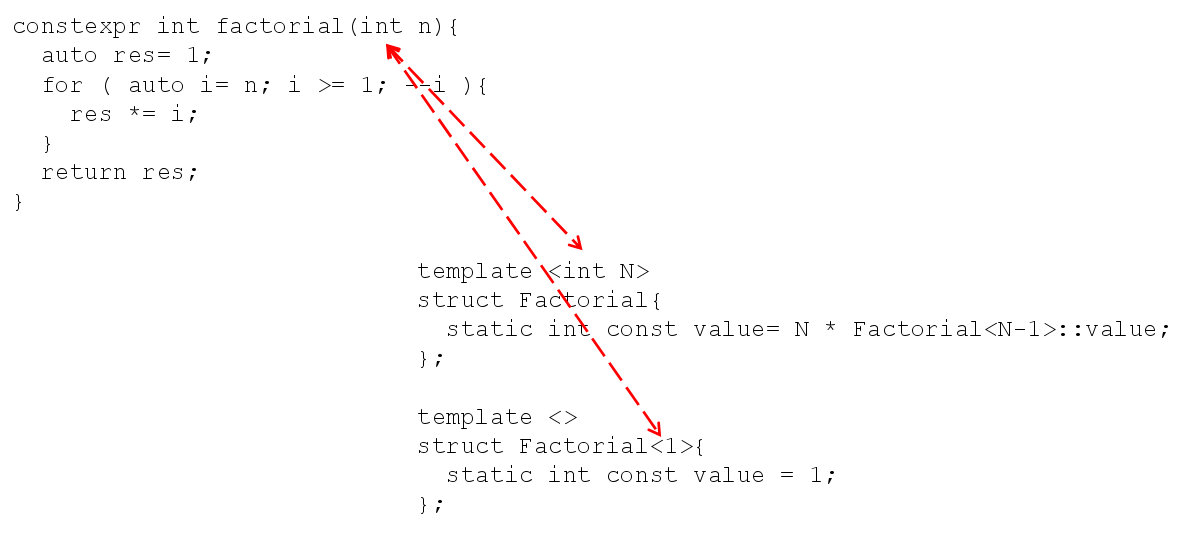 constexpr int factorial(int n){
  auto res= 1;
  for ( auto i= n; i >= 1; --i ){
    res *= i;
  }
  return res;
}
template <int N>
struct Factorial{
  static int const value= N * Factorial<N-1>::value;
};
template <>
struct Factorial<1>{
  static int const value = 1;
};